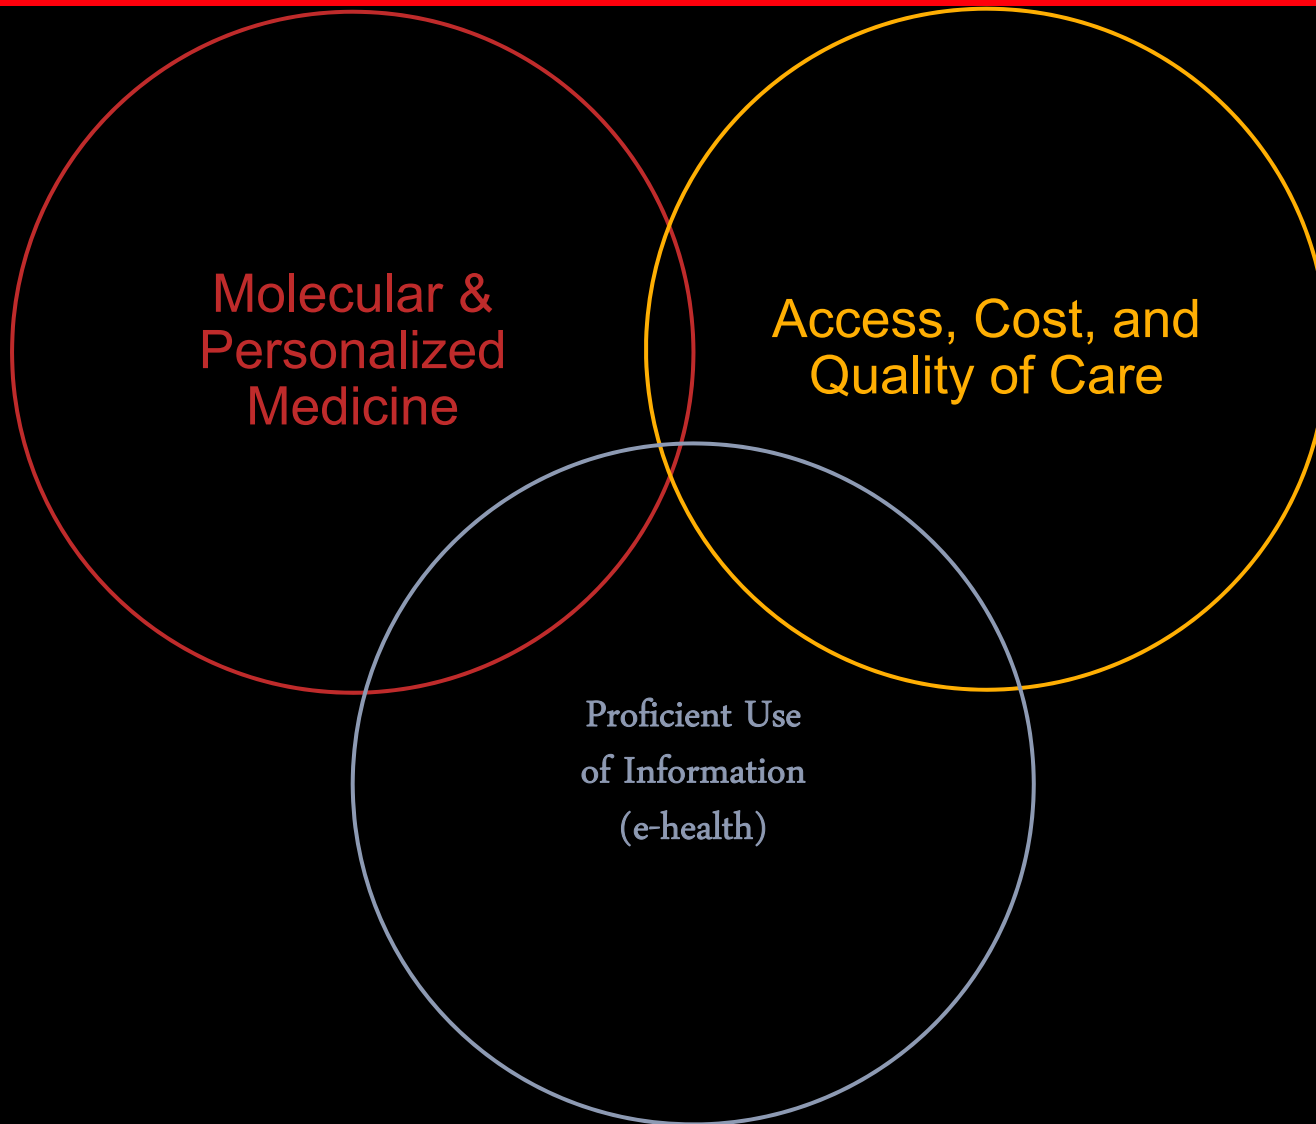 Molecular &
Personalized
Medicine
Access, Cost, and
Quality of Care
Proficient Use
of Information
(e-health)